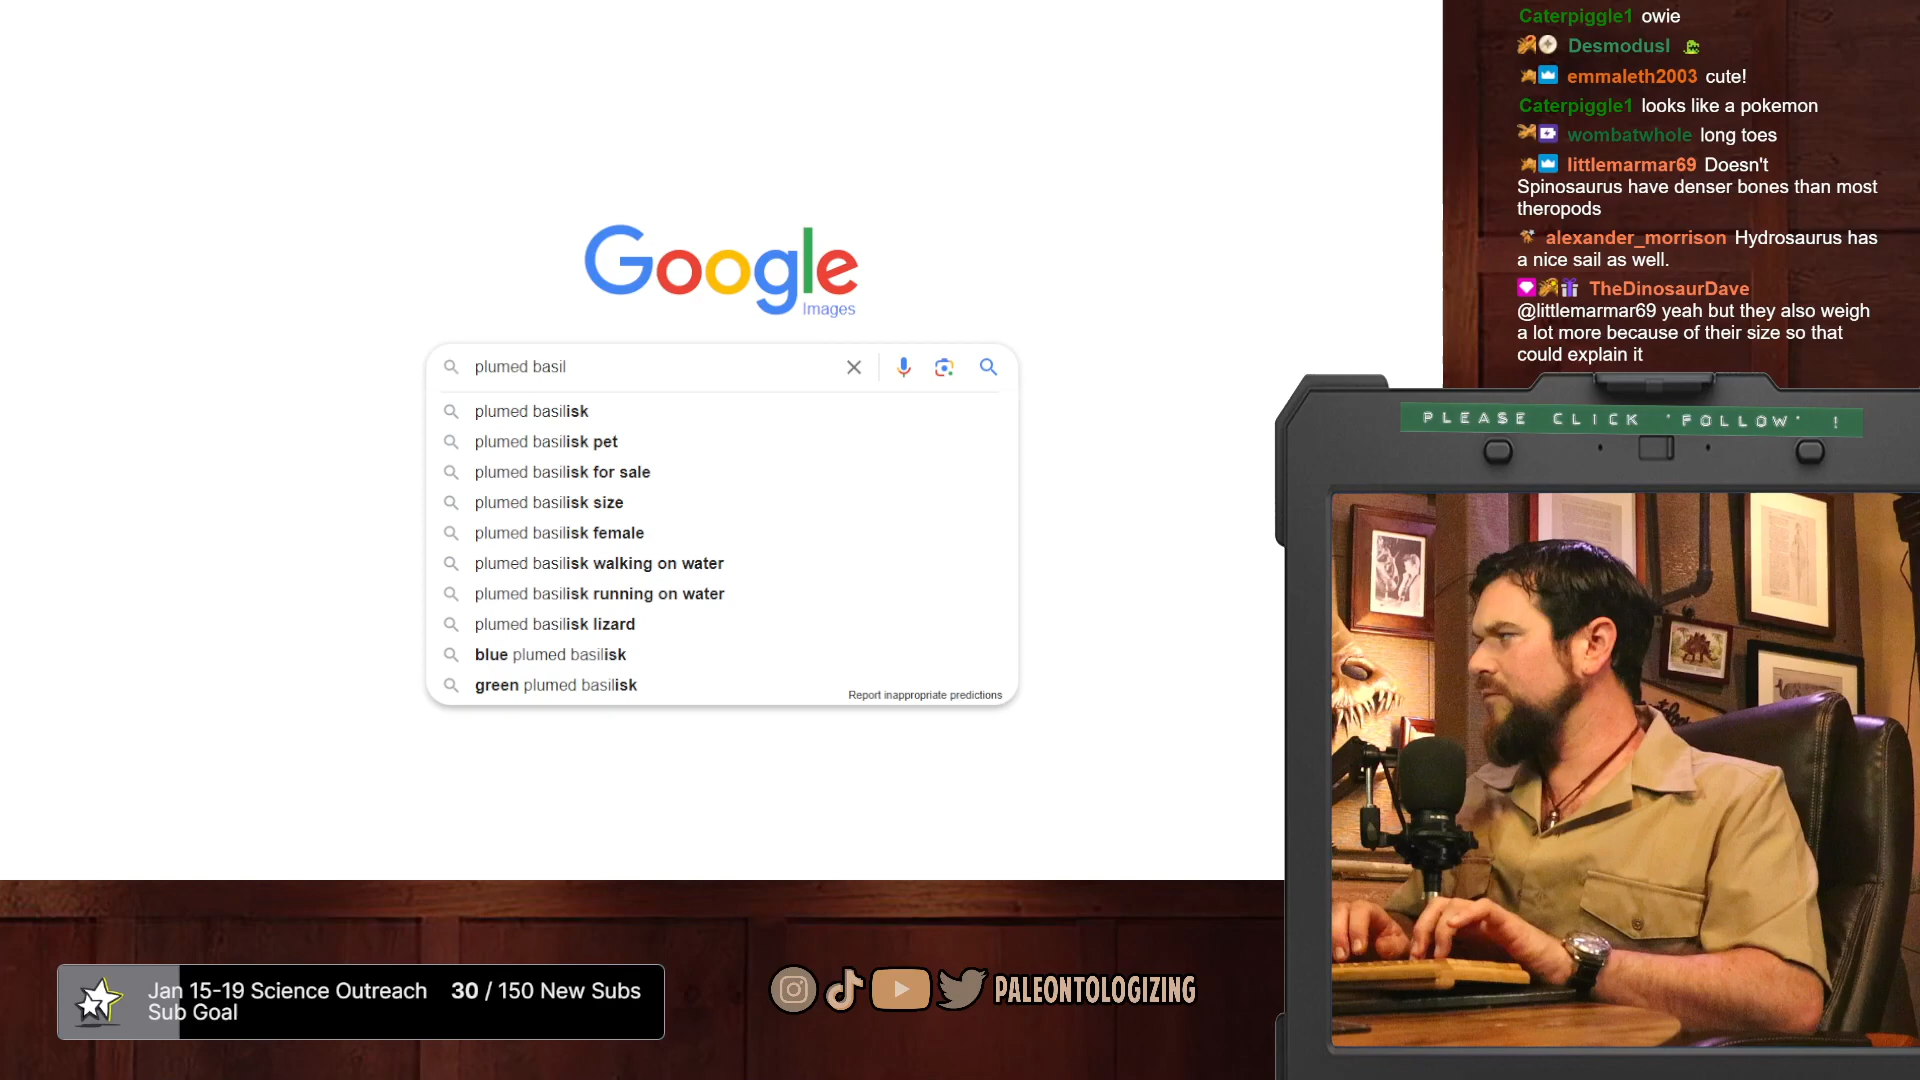 Google
Images
plumed basil
plumed basilisk
plumed basilisk pet
plumed basilisk for sale
plumed basilisk size
plumed basilisk female
plumed basilisk walking on water
plumed basilisk running on water
plumed basilisk lizard
blue plumed basilisk
green plumed basilisk
Report inappropriate predictions
Caterpiggle1 owie
Desmodusl
emmaleth2003 cute!
Caterpiggle1 looks like a pokemon
wombatwhole long toes
littlemarmar69 Doesn't
Spinosaurus have denser bones than most
theropods
alexander_morrison Hydrosaurus has
a nice sail as well.
TheDinosaurDave
@littlemarmar69 yeah but they also weigh
a lot more because of their size so that
could explain it
PLEASE CLICK "FOLLOW" !
Jan 15-19 Science Outreach 30 / 150 New Subs
Sub Goal
PALEONTOLOGIZING